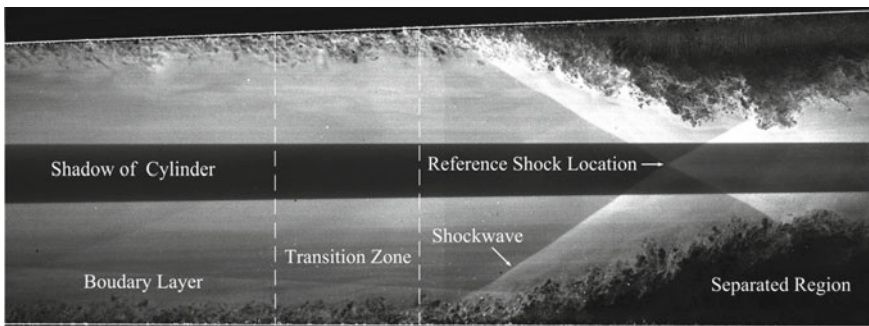 Shadow of Cylinder
Reference Shock Location
Shockwave
Transition Zone
Boudary Layer
Separated Region